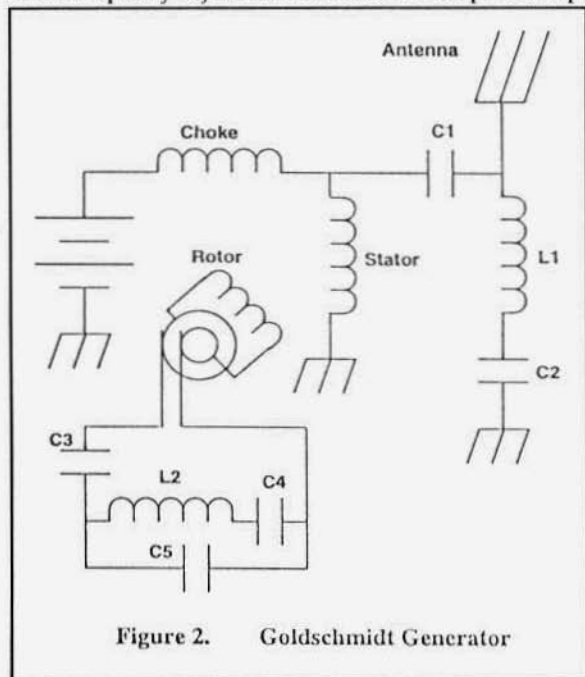 Antenna
C1
Choke
Rotor
Stator
L1
C2
C3
L2
C4
C5
Figure 2. Goldschmidt Generator